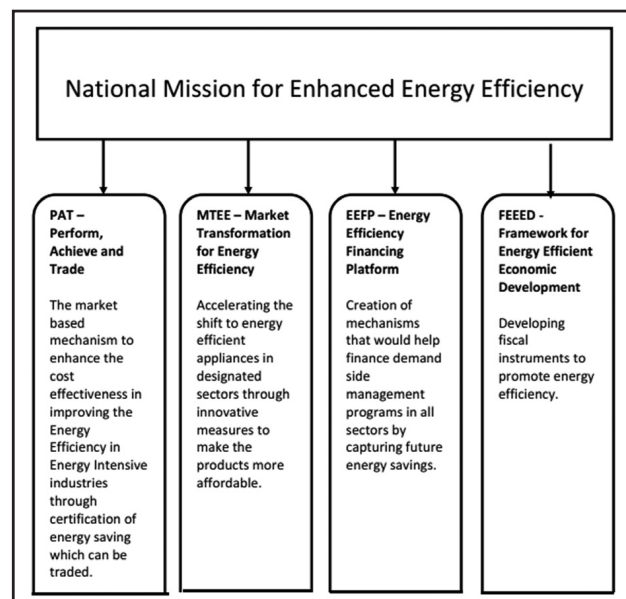 National Mission for Enhanced Energy Efficiency
PAT –
Perform,
Achieve and
Trade
The market
based
mechanism to
enhance the
cost
effectiveness in
improving the
Energy
Efficiency in
Energy Intensive
industries
through
certification of
energy saving
which can be
traded.
MTEE – Market
Transformation
for Energy
Efficiency
Accelerating the
shift to energy
efficient
appliances in
designated
sectors through
innovative
measures to
make the
products more
affordable.
EEFP – Energy
Efficiency
Financing
Platform
Creation of
mechanisms
that would help
finance demand
side
management
programs in all
sectors by
capturing future
energy savings.
FEEED -
Framework for
Energy Efficient
Economic
Development
Developing
fiscal
instruments to
promote energy
efficiency.